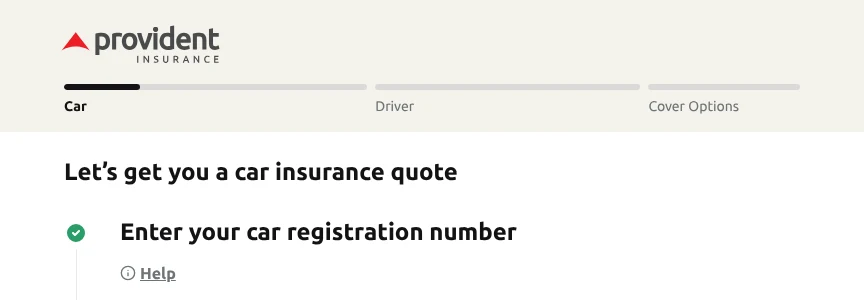 provident
INSURANCE
Car
Driver
Cover Options
Let’s get you a car insurance quote
Enter your car registration number
Help